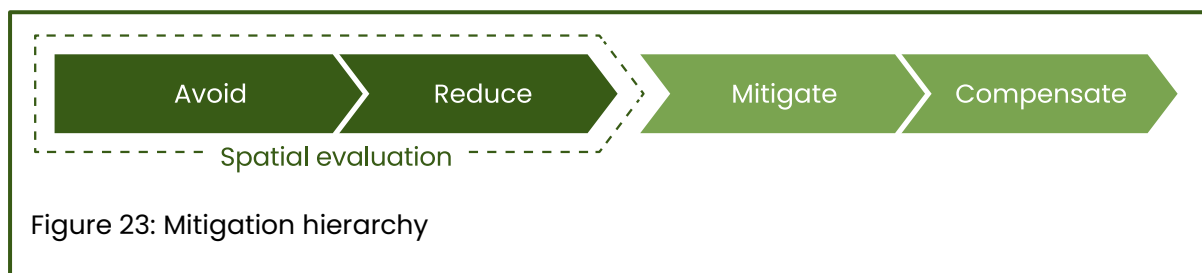 Avoid
Reduce
Mitigate
Compensate
Spatial evaluation
Figure 23: Mitigation hierarchy